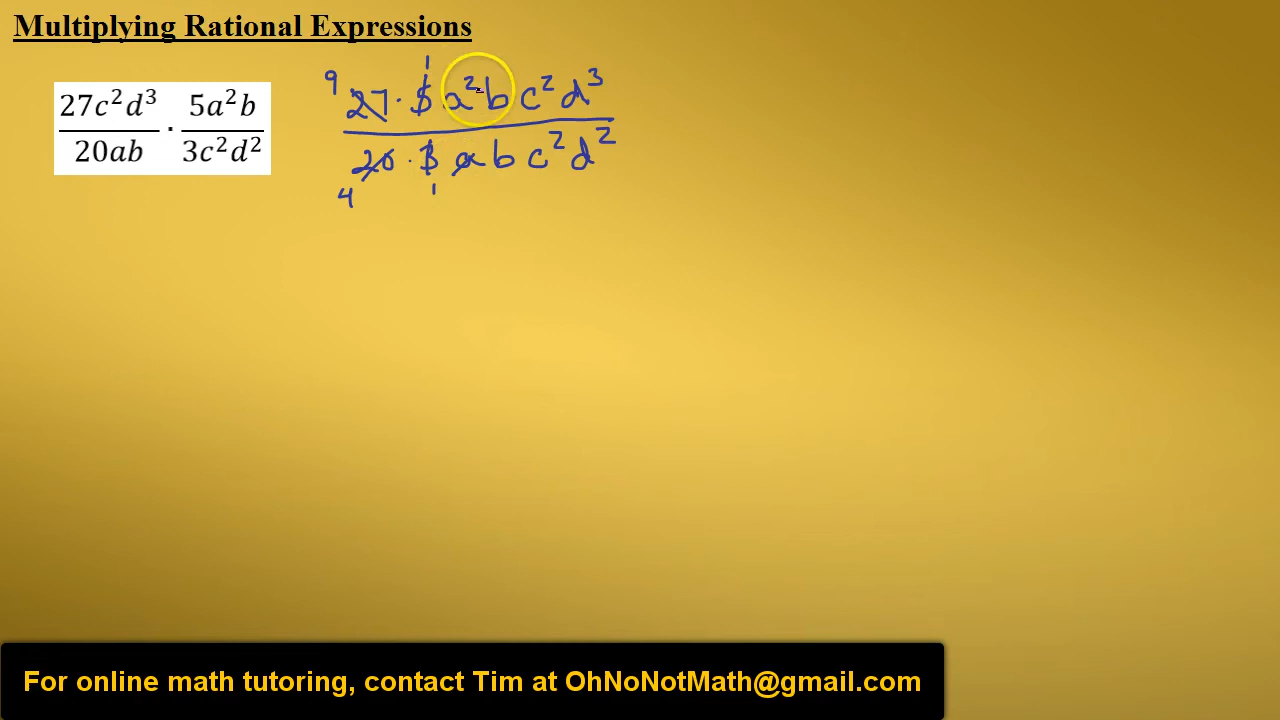 Multiplying Rational Expressions
27c²d³/20ab · 5a²b/3c²d²
9 1
27 · 5 a² b c² d³
20 · 3 a b c² d²
4 1
For online math tutoring, contact Tim at OhNoNotMath@gmail.com